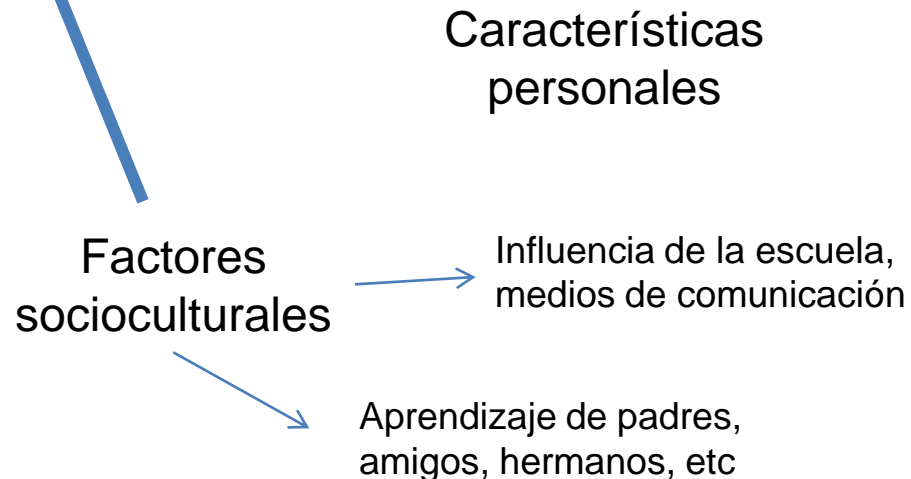 Características
personales
Factores
socioculturales
Influencia de la escuela,
medios de comunicación
Aprendizaje de padres,
amigos, hermanos, etc